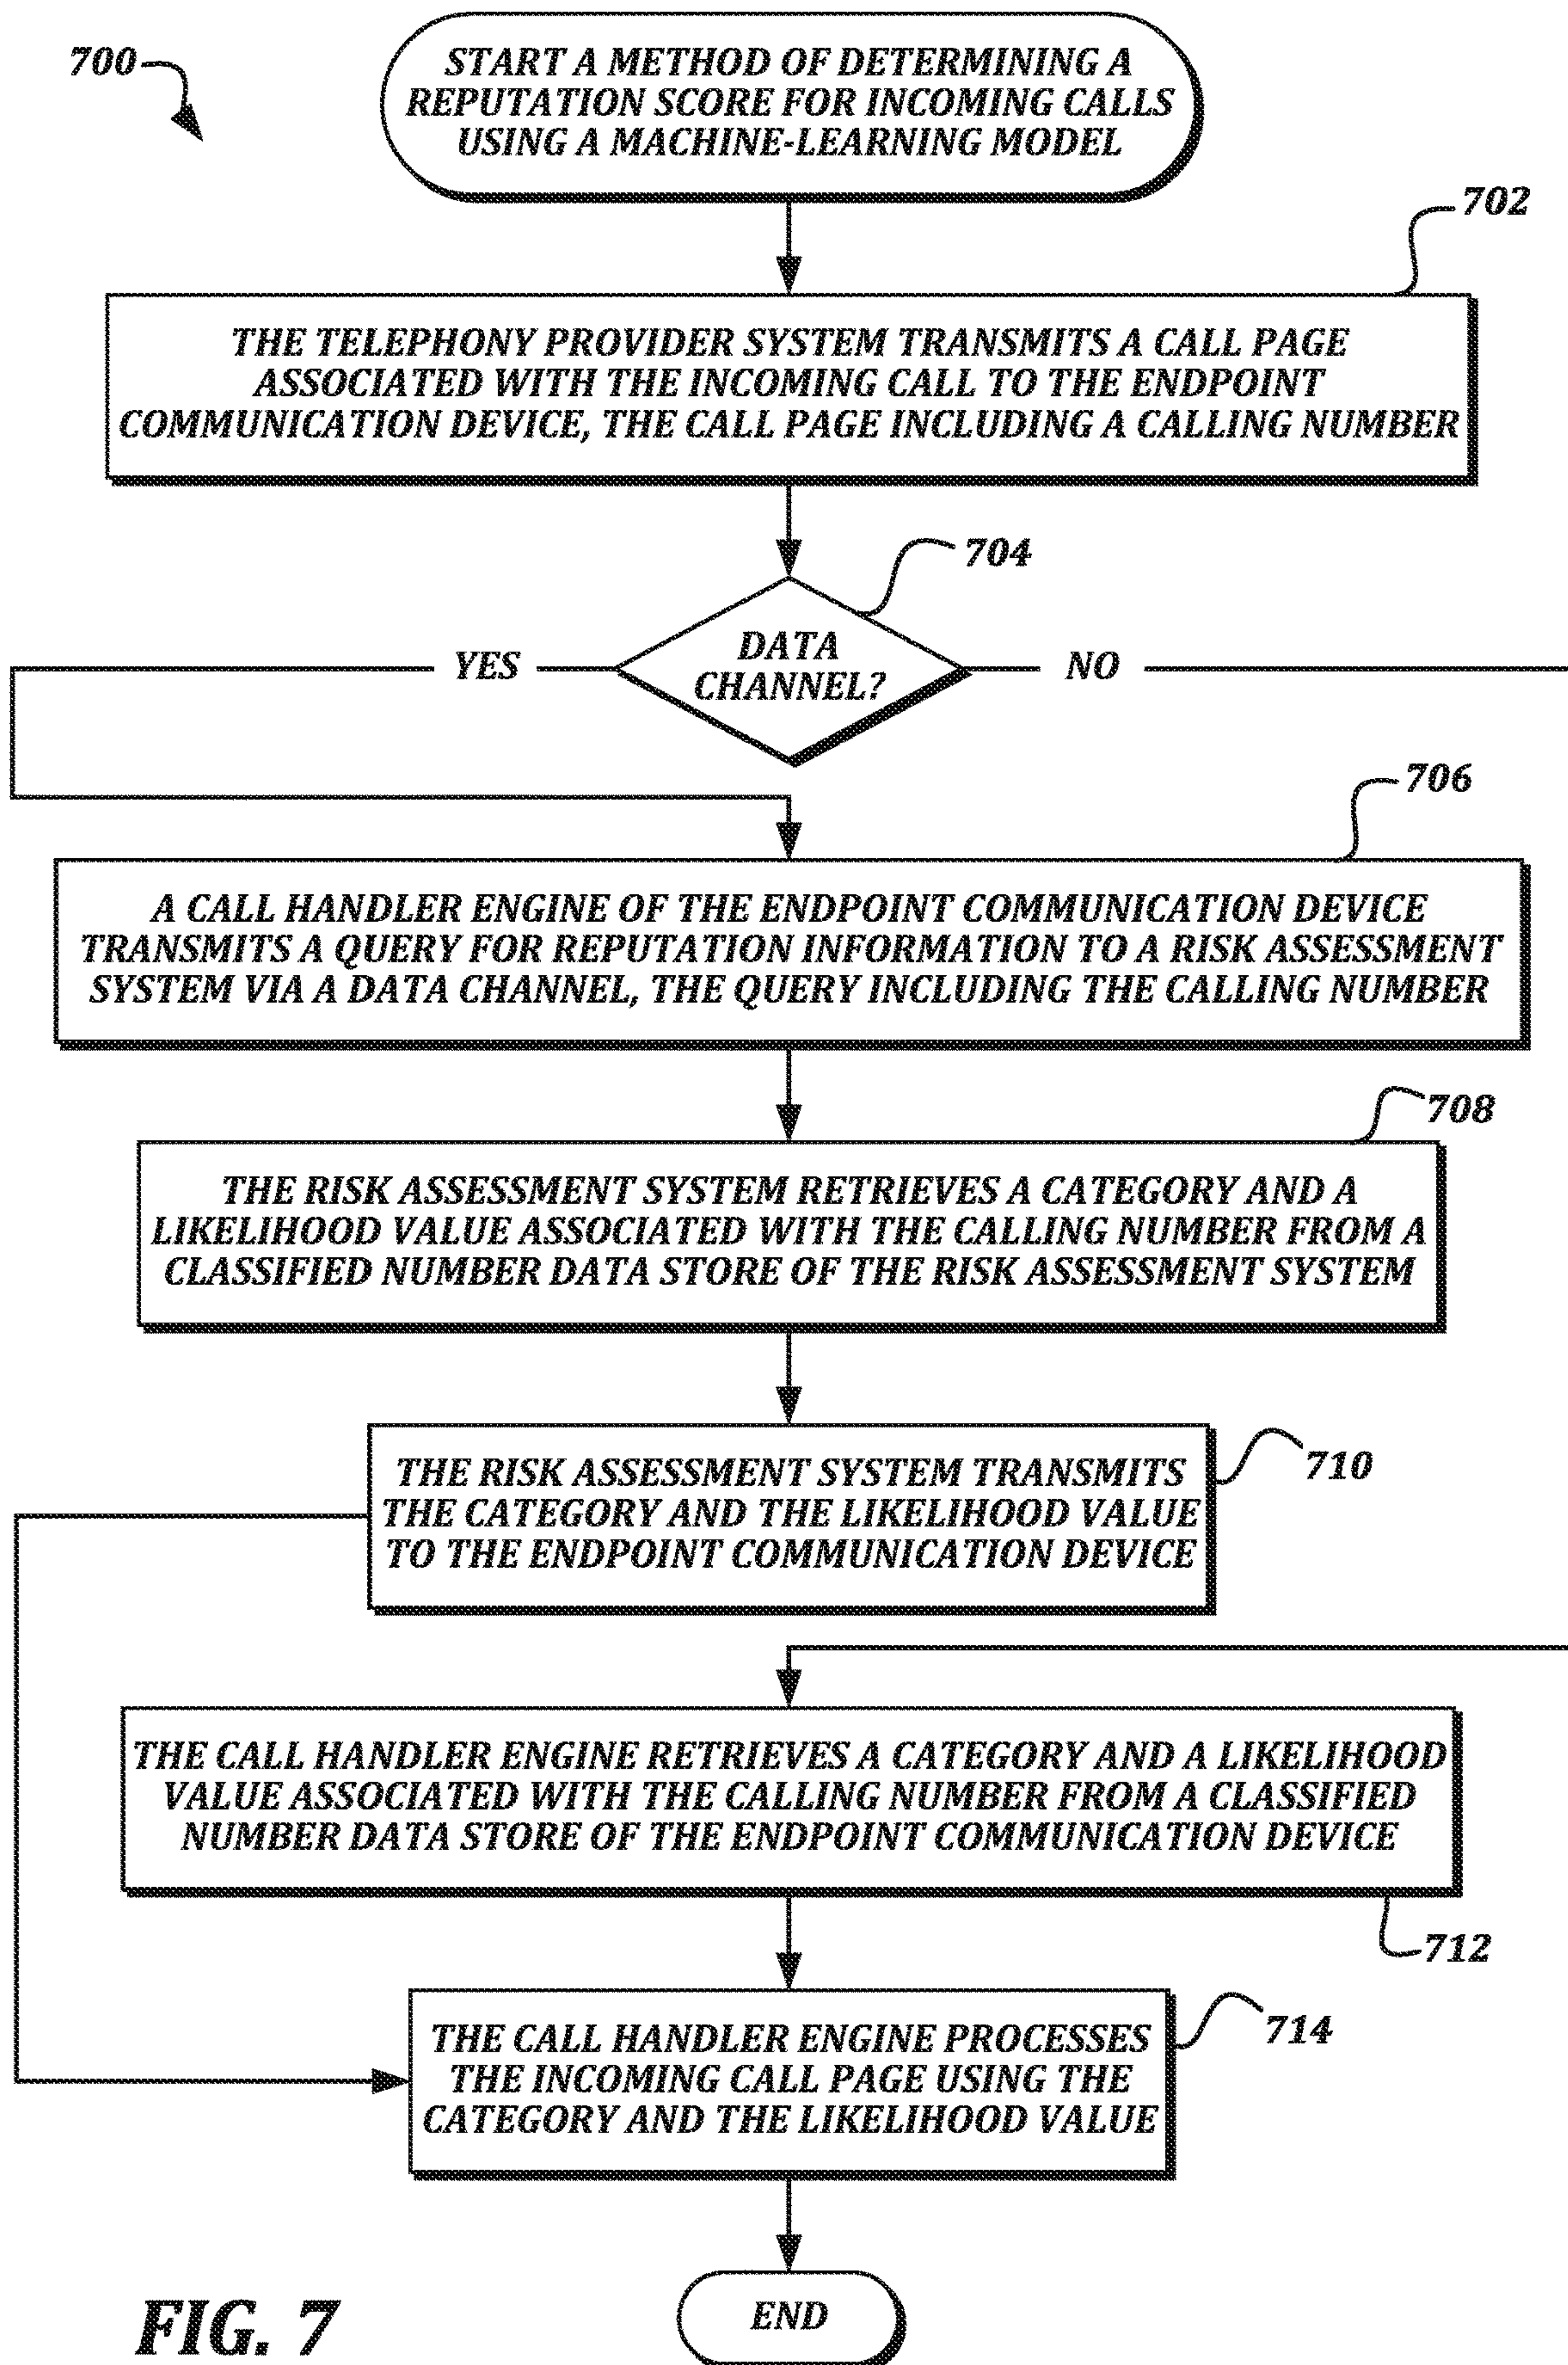 700
START A METHOD OF DETERMINING A
REPUTATION SCORE FOR INCOMING CALLS
USING A MACHINE-LEARNING MODEL
702
THE TELEPHONY PROVIDER SYSTEM TRANSMITS A CALL PAGE
ASSOCIATED WITH THE INCOMING CALL TO THE ENDPOINT
COMMUNICATION DEVICE, THE CALL PAGE INCLUDING A CALLING NUMBER
704
DATA
CHANNEL?
YES
NO
706
A CALL HANDLER ENGINE OF THE ENDPOINT COMMUNICATION DEVICE
TRANSMITS A QUERY FOR REPUTATION INFORMATION TO A RISK ASSESSMENT
SYSTEM VIA A DATA CHANNEL, THE QUERY INCLUDING THE CALLING NUMBER
708
THE RISK ASSESSMENT SYSTEM RETRIEVES A CATEGORY AND A
LIKELIHOOD VALUE ASSOCIATED WITH THE CALLING NUMBER FROM A
CLASSIFIED NUMBER DATA STORE OF THE RISK ASSESSMENT SYSTEM
710
THE RISK ASSESSMENT SYSTEM TRANSMITS
THE CATEGORY AND THE LIKELIHOOD VALUE
TO THE ENDPOINT COMMUNICATION DEVICE
THE CALL HANDLER ENGINE RETRIEVES A CATEGORY AND A LIKELIHOOD
VALUE ASSOCIATED WITH THE CALLING NUMBER FROM A CLASSIFIED
NUMBER DATA STORE OF THE ENDPOINT COMMUNICATION DEVICE
712
714
THE CALL HANDLER ENGINE PROCESSES
THE INCOMING CALL PAGE USING THE
CATEGORY AND THE LIKELIHOOD VALUE
END
FIG. 7